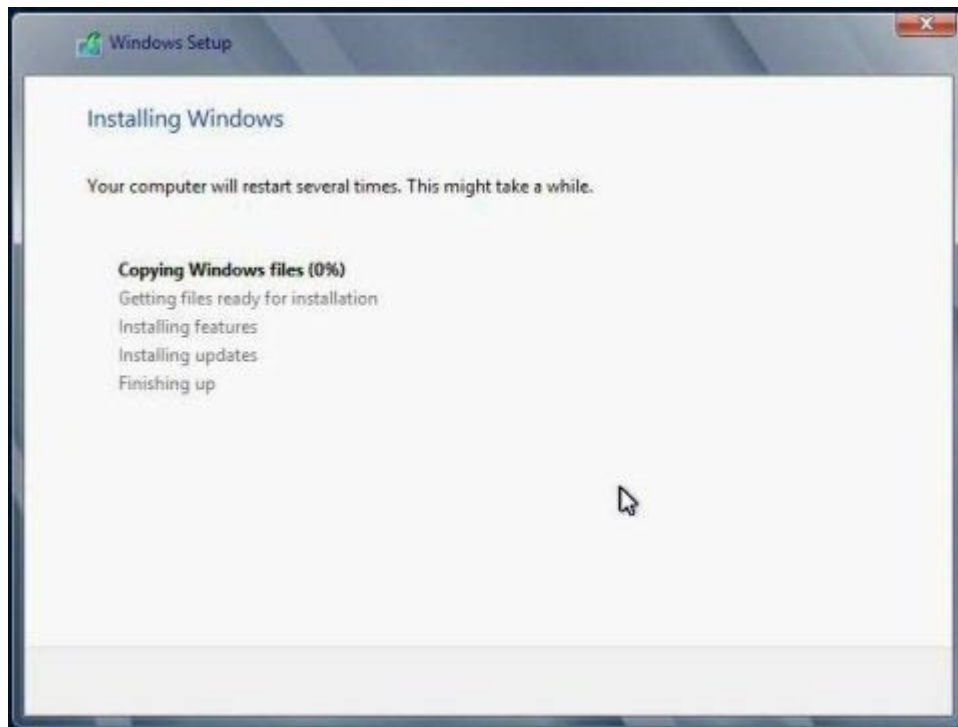 Windows Setup
Installing Windows
Your computer will restart several times. This might take a while.
Copying Windows files (0%)
Getting files ready for installation
Installing features
Installing updates
Finishing up